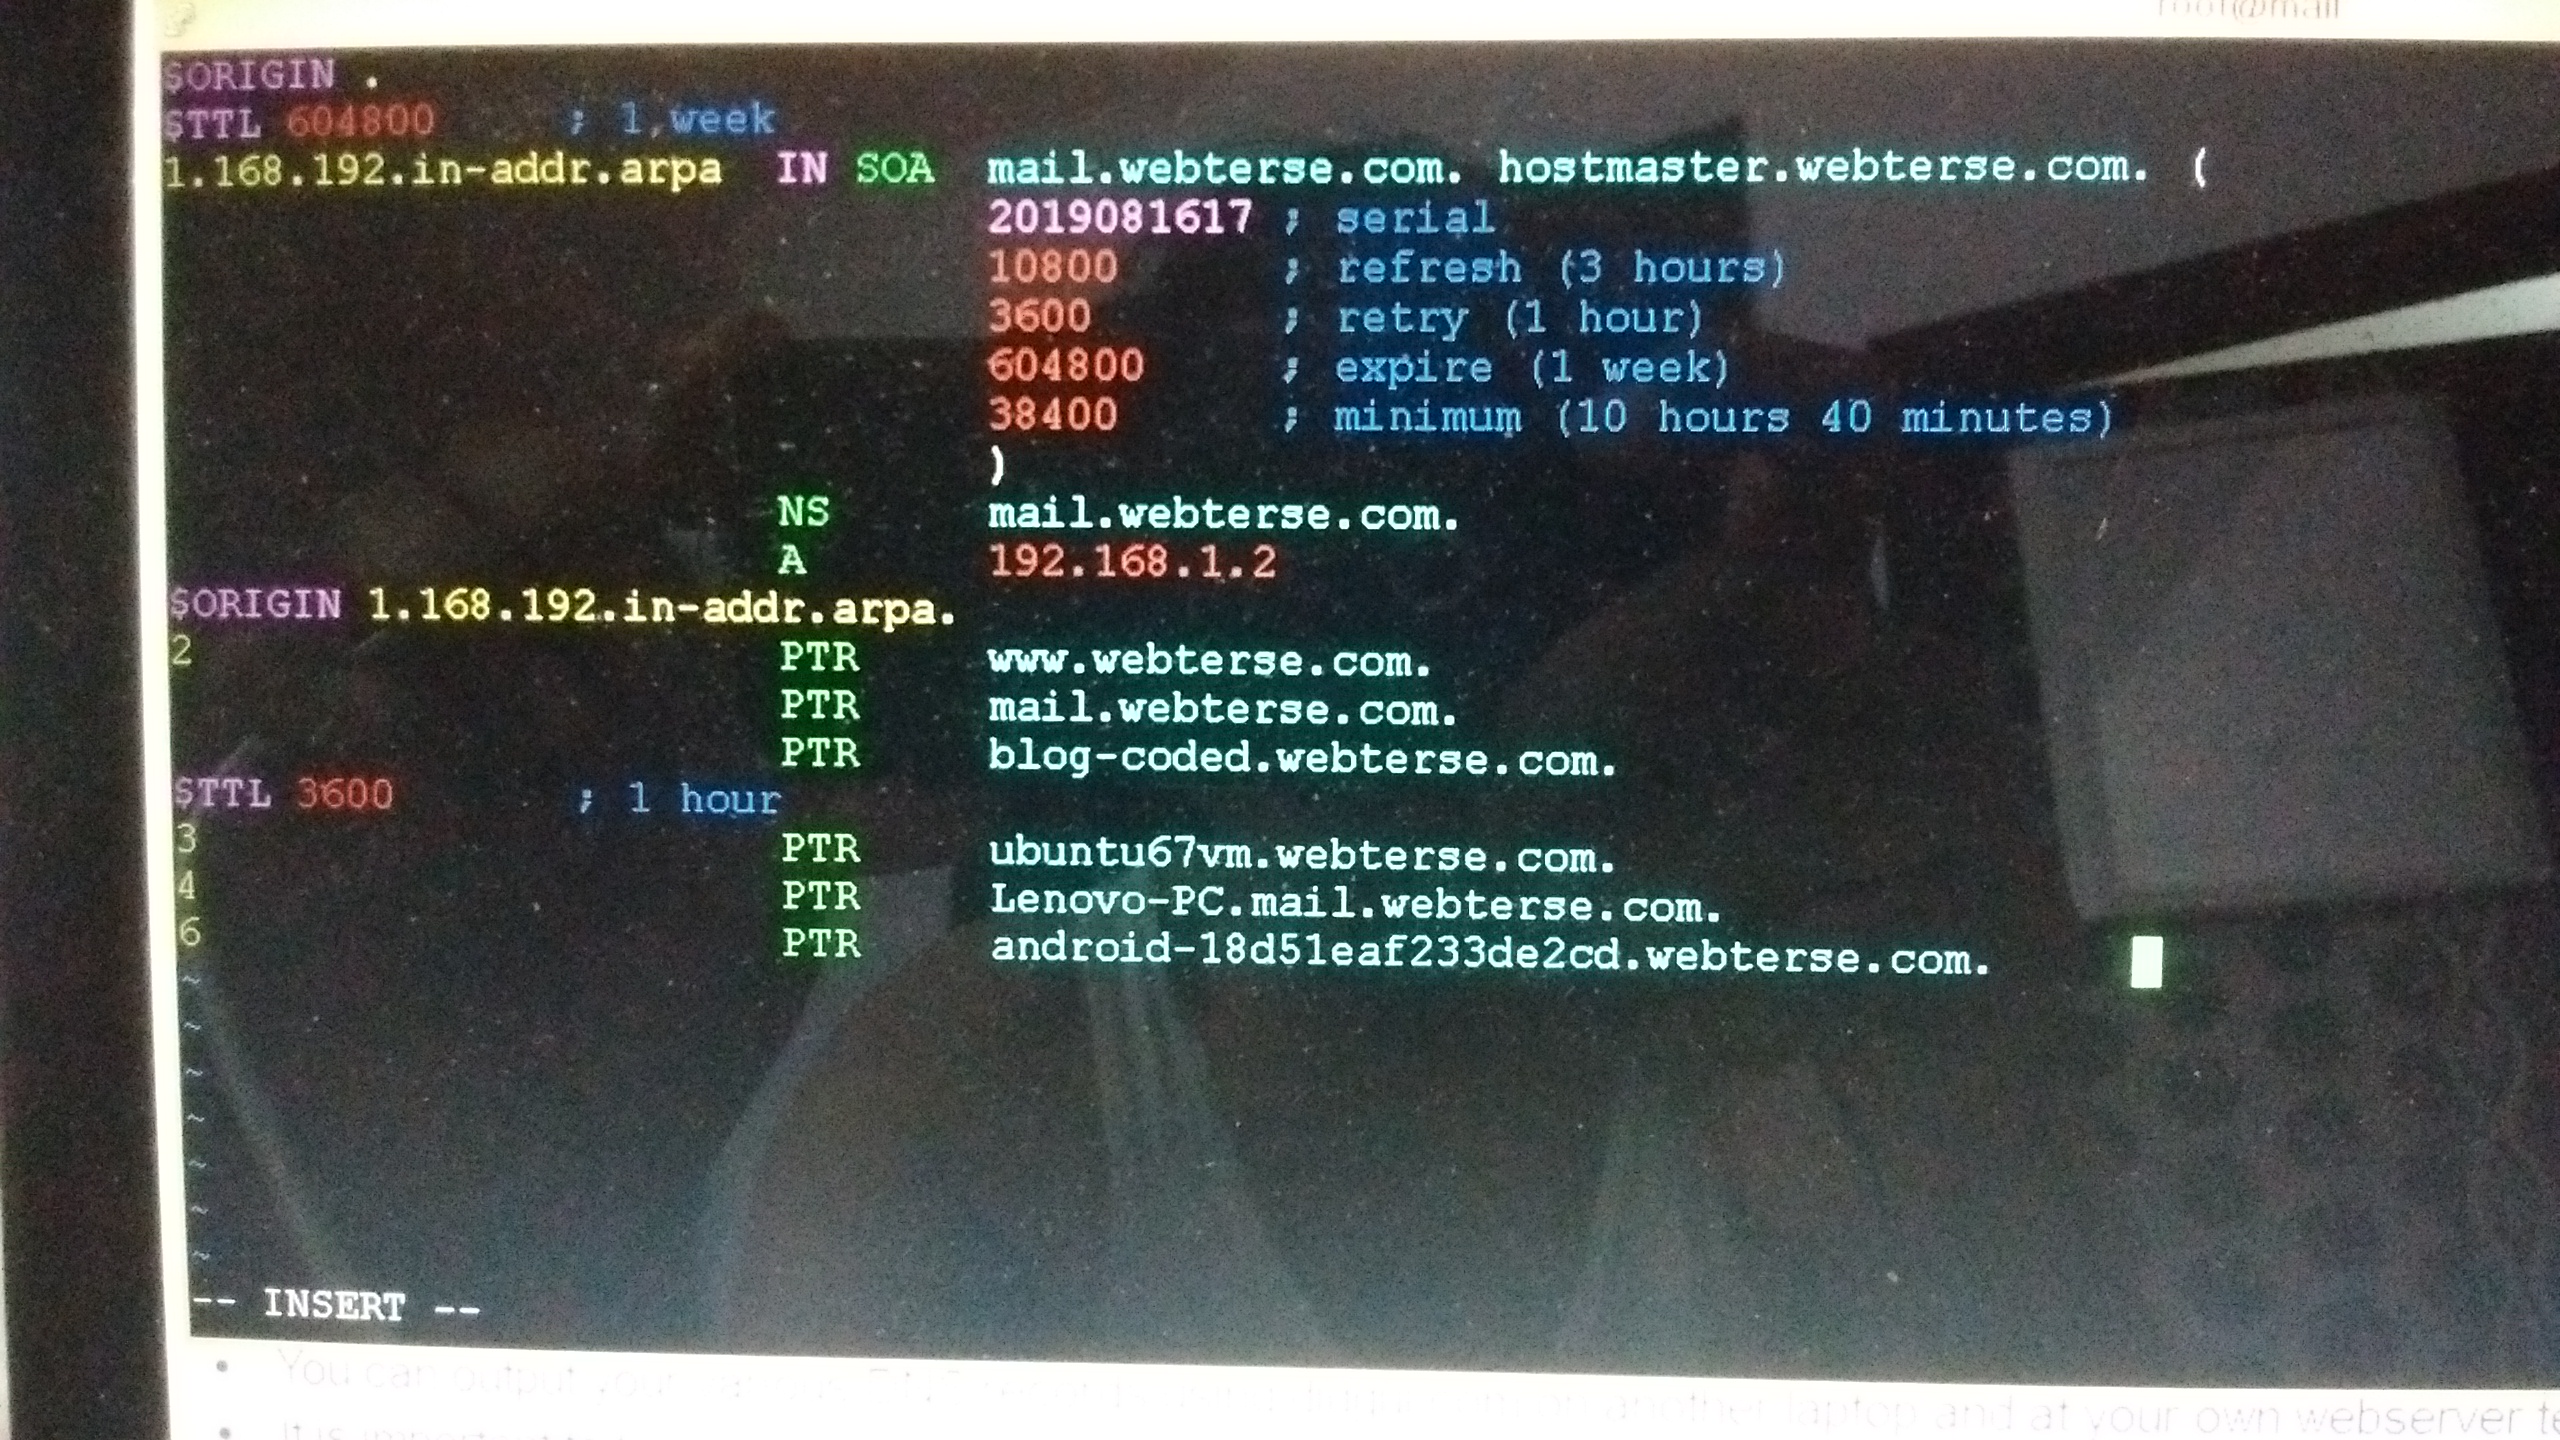 root@mail
$ORIGIN .
$TTL 604800 ; 1 week
1.168.192.in-addr.arpa IN SOA mail.webterse.com. hostmaster.webterse.com. (
2019081617 ; serial
10800 ; refresh (3 hours)
3600 ; retry (1 hour)
604800 ; expire (1 week)
38400 ; minimum (10 hours 40 minutes)
)
NS mail.webterse.com.
A 192.168.1.2
$ORIGIN 1.168.192.in-addr.arpa.
2 PTR www.webterse.com.
PTR mail.webterse.com.
PTR blog-coded.webterse.com.
$TTL 3600 ; 1 hour
3 PTR ubuntu67vm.webterse.com.
4 PTR Lenovo-PC.mail.webterse.com.
6 PTR android-18d51eaf233de2cd.webterse.com.
~
~
~
~
~
~
~
-- INSERT --
• You can output your another laptop and at your own webserver
• It is